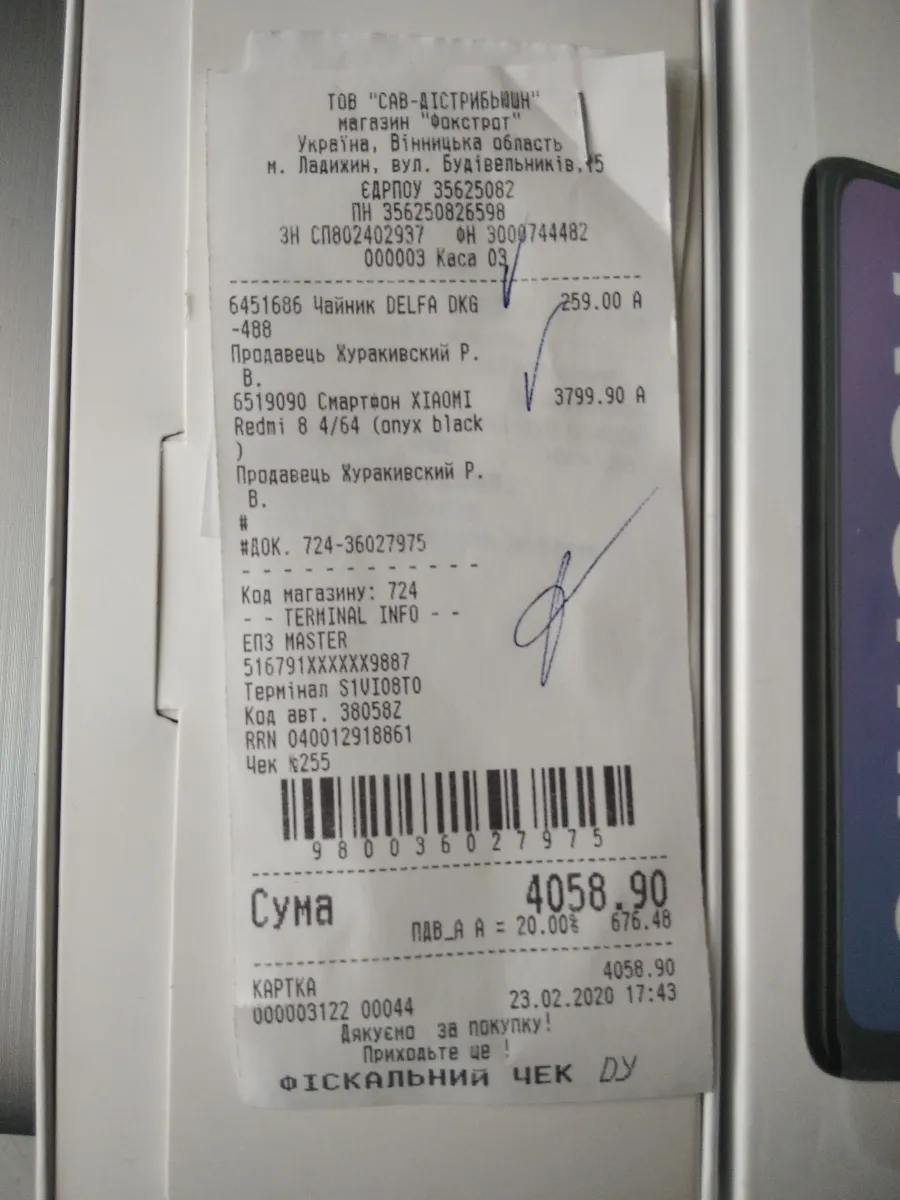 ТОВ "САВ-ДІСТРИБЬЮШН"
магазин "Фокстрот"
Україна, Вінницька область
м. Ладижин, вул. Будівельників,15
ЄДРПОУ 35625082
ПН 356250826598
ЗН СП802402937 ФН 3000744482
000003 Каса 03
6451686 Чайник DELFA DKG 259.00 А
-488
Продавець Журакивский Р.
В.
6519090 Смартфон XIAOMI 3799.90 А
Redmi 8 4/64 (onyx black
)
Продавець Журакивский Р.
В.
#
#ДОК. 724-36027975
Код магазину: 724
- - TERMINAL INFO - -
ЕПЗ MASTER
516791XXXXXX9887
Термінал S1VI08T0
Код авт. 38058Z
RRN 040012918861
Чек №255
980036027975
Сума 4058.90
ПДВ_А А = 20.00% 676.48
КАРТКА 4058.90
000003122 00044 23.02.2020 17:43
Дякуємо за покупку!
Приходьте ще !
ФІСКАЛЬНИЙ ЧЕК